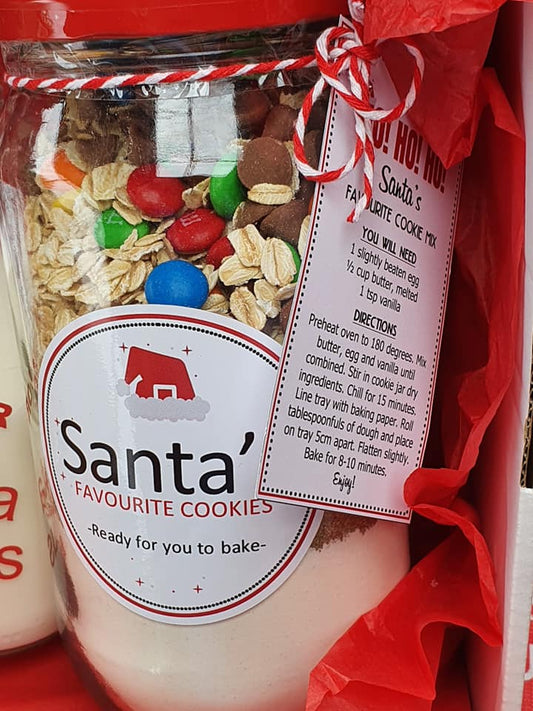 HO! HO! HO!
Santa's
FAVOURITE COOKIE MIX
YOU WILL NEED
1 slightly beaten egg
½ cup butter, melted
1 tsp vanilla
DIRECTIONS
Preheat oven to 180 degrees. Mix
butter, egg and vanilla until
combined. Stir in cookie jar dry
ingredients. Chill for 15 minutes.
Line tray with baking paper. Roll
tablespoonfuls of dough and place
on tray 5cm apart. Flatten slightly.
Bake for 8-10 minutes.
Enjoy!
Santa'
FAVOURITE COOKIES
-Ready for you to bake-